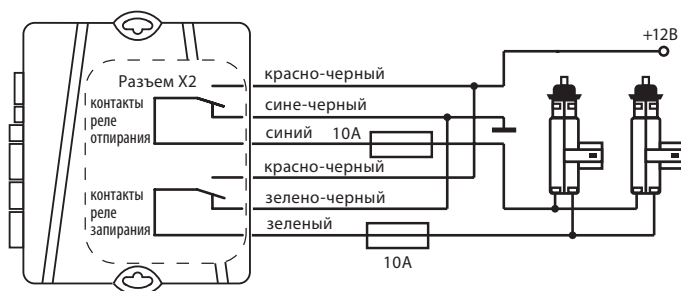 +12В
Разъем X2
красно-черный
контакты
реле
отпирания
сине-черный
синий
10А
красно-черный
контакты
реле
запирания
зелено-черный
зеленый
10А